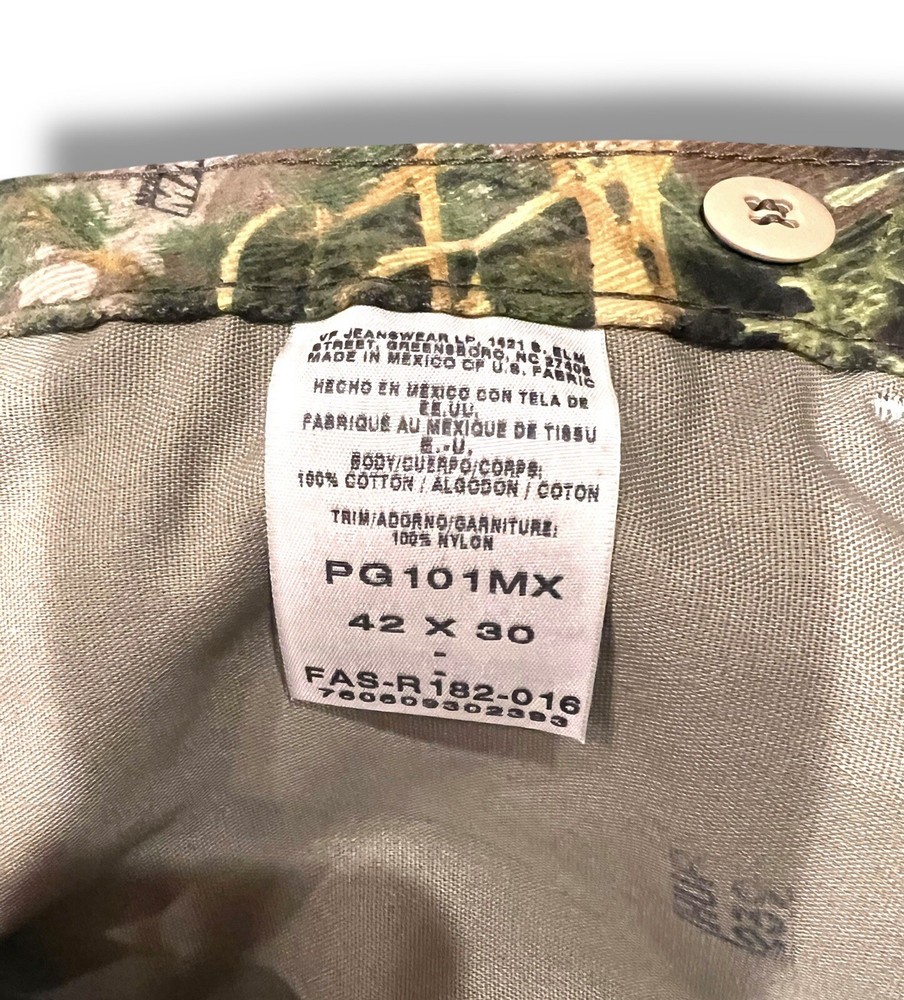 VF JEANSWEAR LP, 1421 S. ELM
STREET, GREENSBORO, NC 27406
MADE IN MEXICO OF U.S. FABRIC
HECHO EN MÉXICO CON TELA DE
EE.UU.
FABRIQUÉ AU MEXIQUE DE TISSU
É.-U.
BODY/CUERPO/CORPS:
100% COTTON / ALGODON / COTON
TRIM/ADORNO/GARNITURE:
100% NYLON
PG101MX
42 X 30
-
-
FAS-R182-016
760609302393